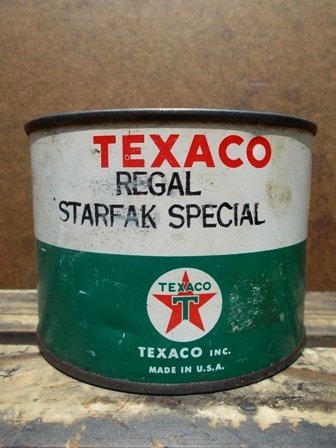 TEXACO
REGAL
STARFAK SPECIAL
TEXACO
T
TEXACO INC.
MADE IN U.S.A.